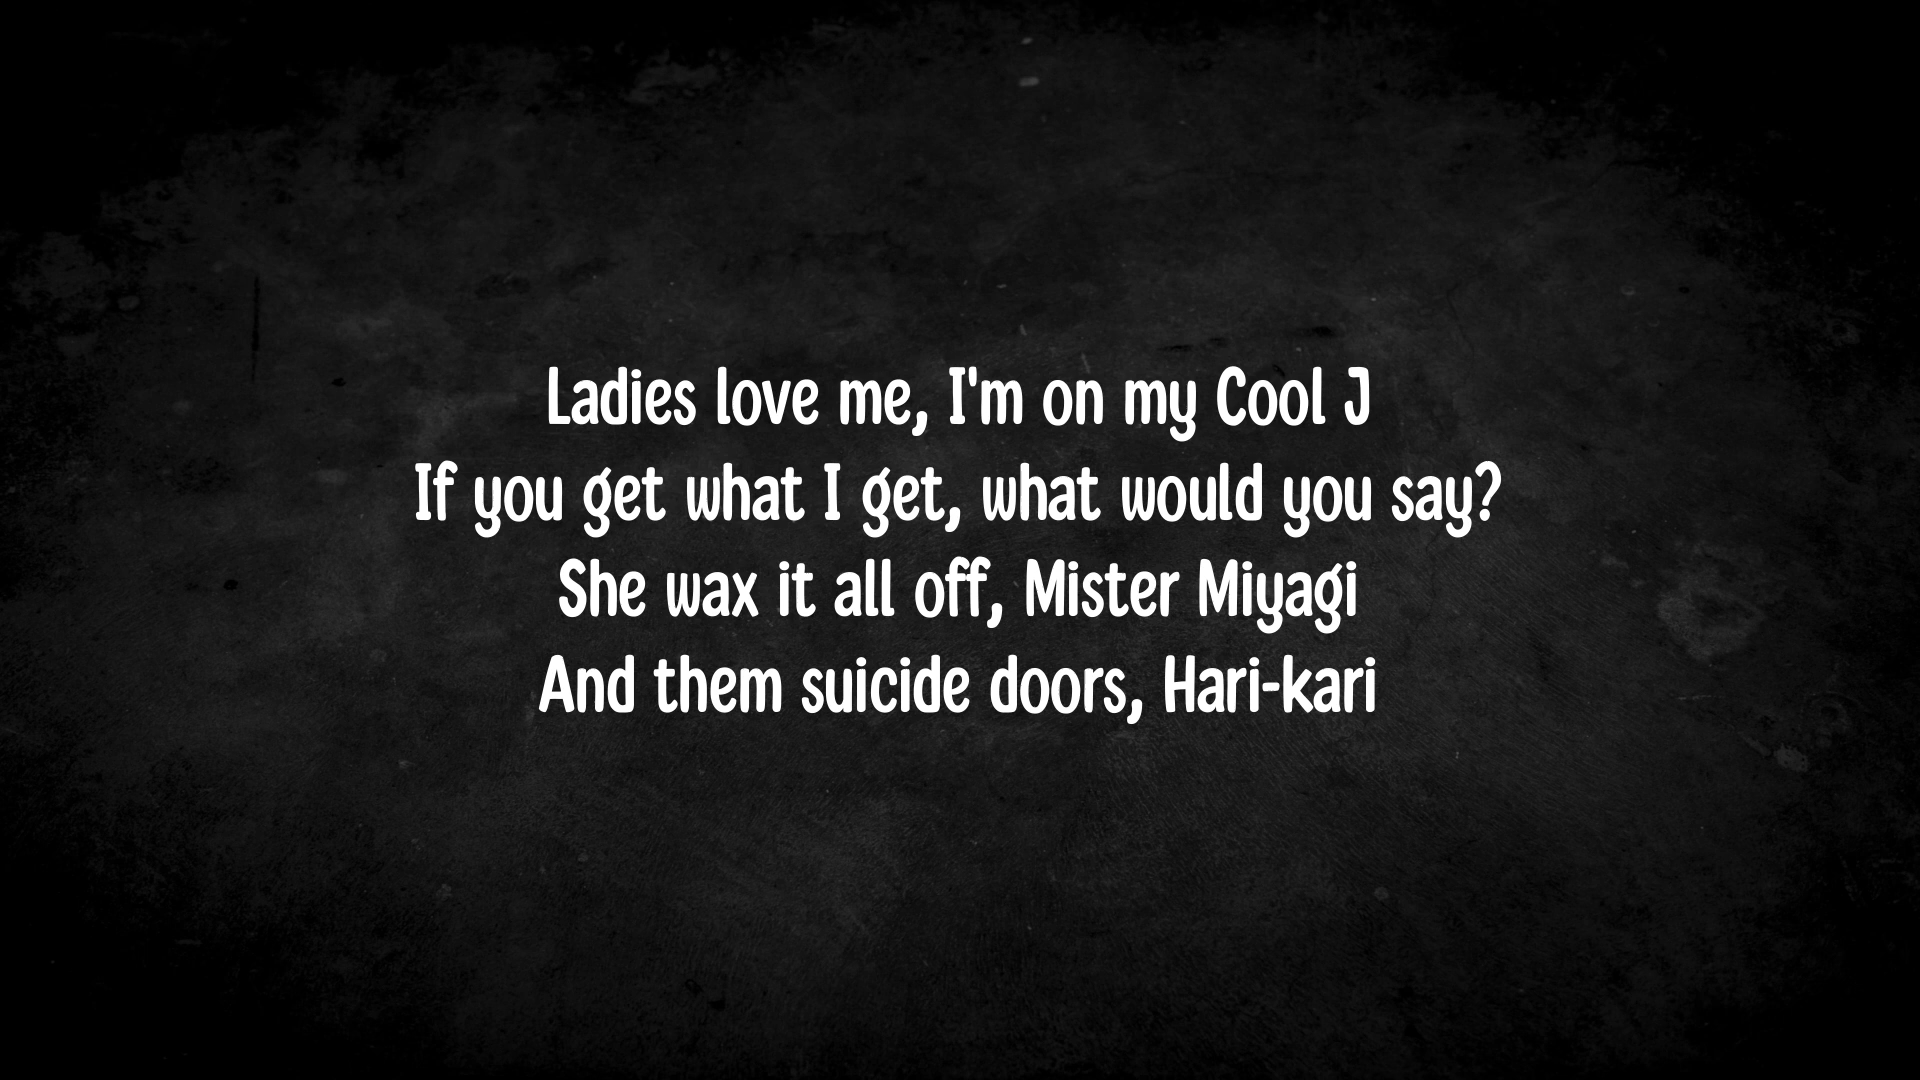 Ladies love me, I'm on my Cool J
If you get what I get, what would you say?
She wax it all off, Mister Miyagi
And them suicide doors, Hari-kari